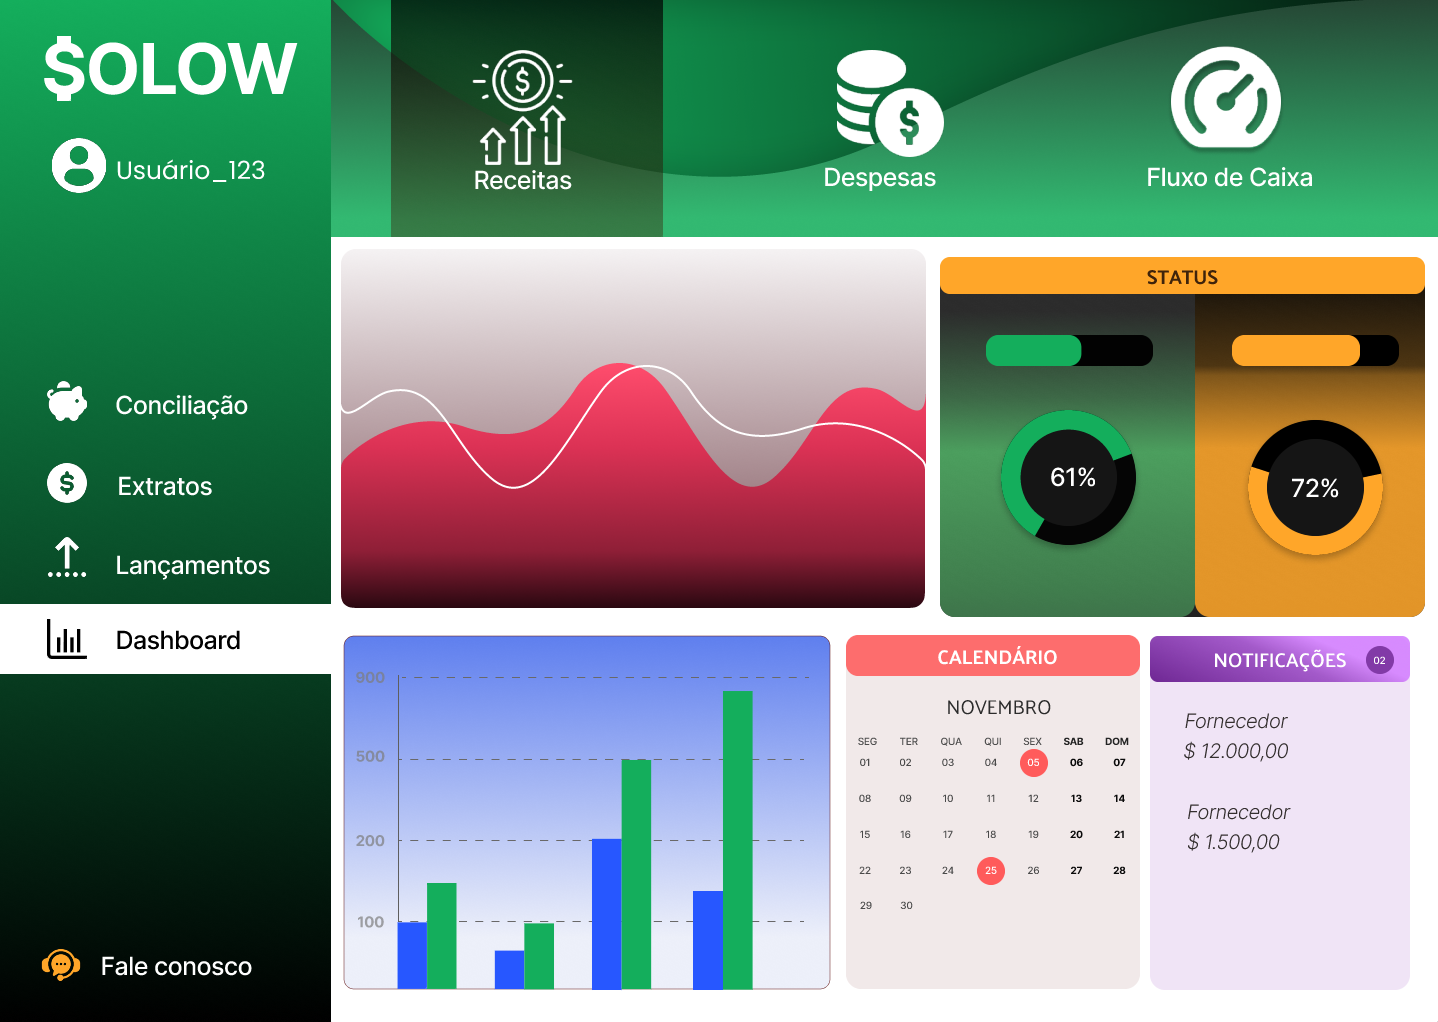 $OLOW
Usuário_123
Conciliação
Extratos
Lançamentos
Dashboard
Fale conosco
Receitas
Despesas
Fluxo de Caixa
STATUS
61%
72%
900
500
200
100
CALENDÁRIO
NOVEMBRO
SEG TER QUA QUI SEX SAB DOM
01 02 03 04 05 06 07
08 09 10 11 12 13 14
15 16 17 18 19 20 21
22 23 24 25 26 27 28
29 30
NOTIFICAÇÕES 02
Fornecedor
$ 12.000,00
Fornecedor
$ 1.500,00